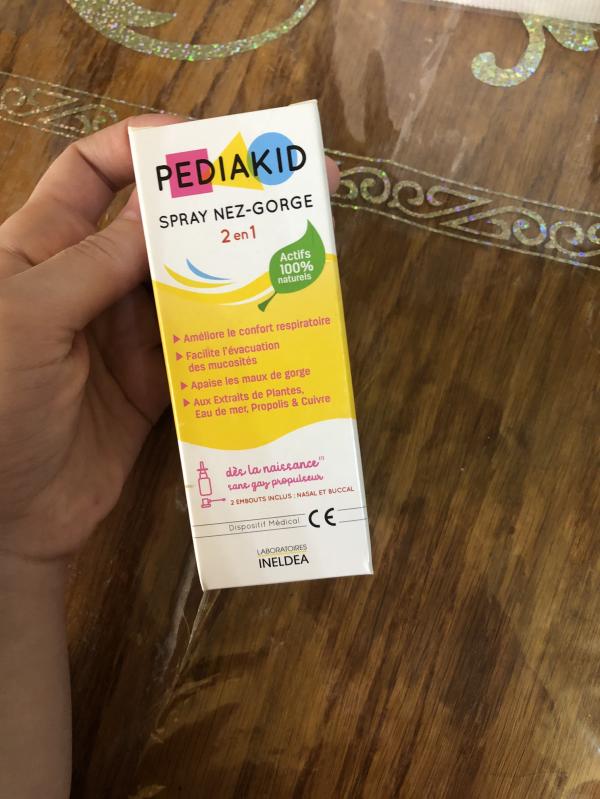 PEDIAKID
SPRAY NEZ-GORGE
2 en 1
Actifs
100%
naturels
Améliore le confort respiratoire
Facilite l'évacuation
des mucosités
Apaise les maux de gorge
Aux Extraits de Plantes,
Eau de mer, Propolis & Cuivre
dès la naissance(1)
sans gaz propulseur
2 EMBOUTS INCLUS : NASAL ET BUCCAL
Dispositif Médical CE
LABORATOIRES
INELDEA